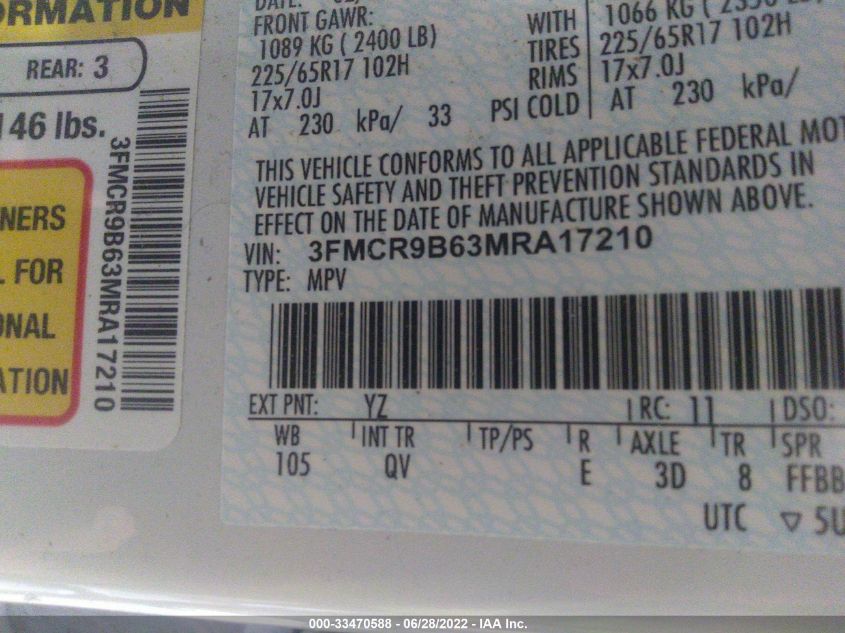 ORMATION
REAR: 3
146 lbs.
NERS
L FOR
ONAL
ATION
3FMCR9B63MRA17210
DATE:
FRONT GAWR:
1089 KG ( 2400 LB)
225/65R17 102H
17x7.0J
AT 230 kPa/ 33 PSI COLD
WITH
TIRES
RIMS
1066 KG ( 2350 LB)
225/65R17 102H
17x7.0J
AT 230 kPa/
THIS VEHICLE CONFORMS TO ALL APPLICABLE FEDERAL MOT
VEHICLE SAFETY AND THEFT PREVENTION STANDARDS IN
EFFECT ON THE DATE OF MANUFACTURE SHOWN ABOVE.
VIN: 3FMCR9B63MRA17210
TYPE: MPV
EXT PNT: YZ RC: 11 DSO:
WB INT TR TP/PS R AXLE TR SPR
105 QV E 3D 8 FFBB
UTC ▽ 5U
000-33470588 - 06/28/2022 - IAA Inc.